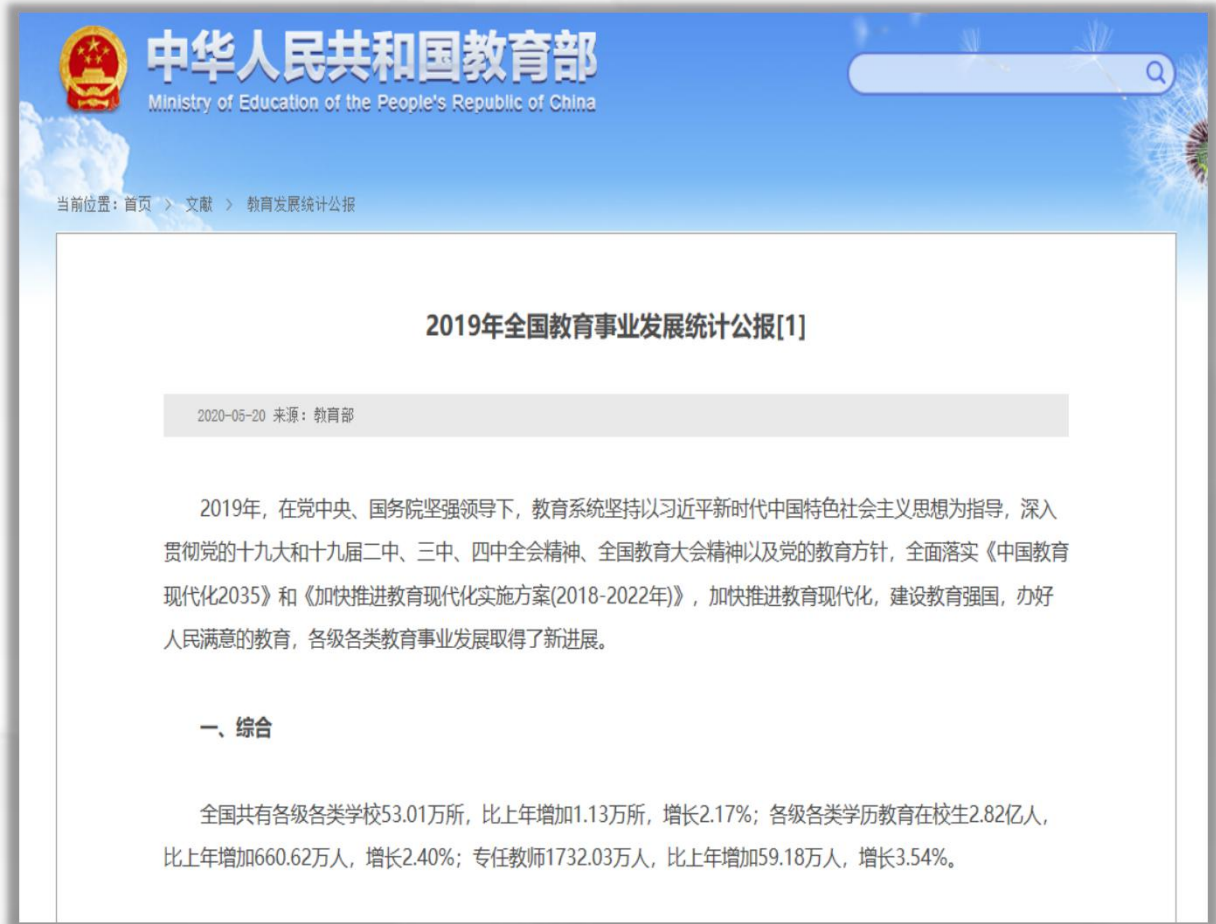 中华人民共和国教育部
Ministry of Education of the People's Republic of China
当前位置：首页 > 文献 > 教育发展统计公报
2019年全国教育事业发展统计公报[1]
2020-05-20 来源：教育部
2019年，在党中央、国务院坚强领导下，教育系统坚持以习近平新时代中国特色社会主义思想为指导，深入
贯彻党的十九大和十九届二中、三中、四中全会精神、全国教育大会精神以及党的教育方针，全面落实《中国教育
现代化2035》和《加快推进教育现代化实施方案(2018-2022年)》，加快推进教育现代化，建设教育强国，办好
人民满意的教育，各级各类教育事业发展取得了新进展。
一、综合
全国共有各级各类学校53.01万所，比上年增加1.13万所，增长2.17%；各级各类学历教育在校生2.82亿人，
比上年增加660.62万人，增长2.40%；专任教师1732.03万人，比上年增加59.18万人，增长3.54%。